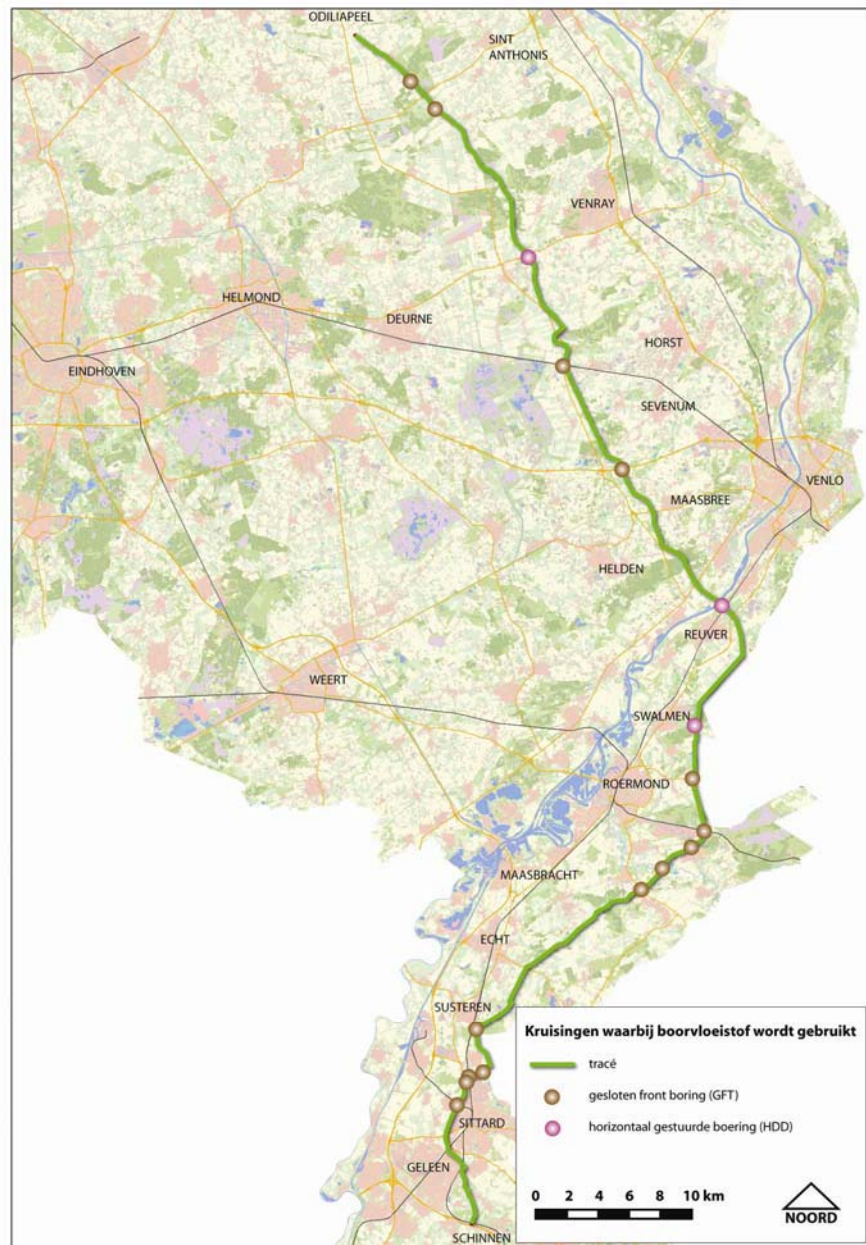 ODILIAPEEL
SINT
ANTHONIS
VENRAY
HELMOND
DEURNE
HORST
EINDHOVEN
SEVENUM
VENLO
MAASBREE
HELDEN
REUVER
WEERT
SWALMEN
ROERMOND
MAASBRACHT
ECHT
SUSTEREN
SITTARD
GELEEN
SCHINNEN
Kruisingen waarbij boorvloeistof wordt gebruikt
tracé
gesloten front boring (GFT)
horizontaal gestuurde boering (HDD)
0 2 4 6 8 10 km
NOORD